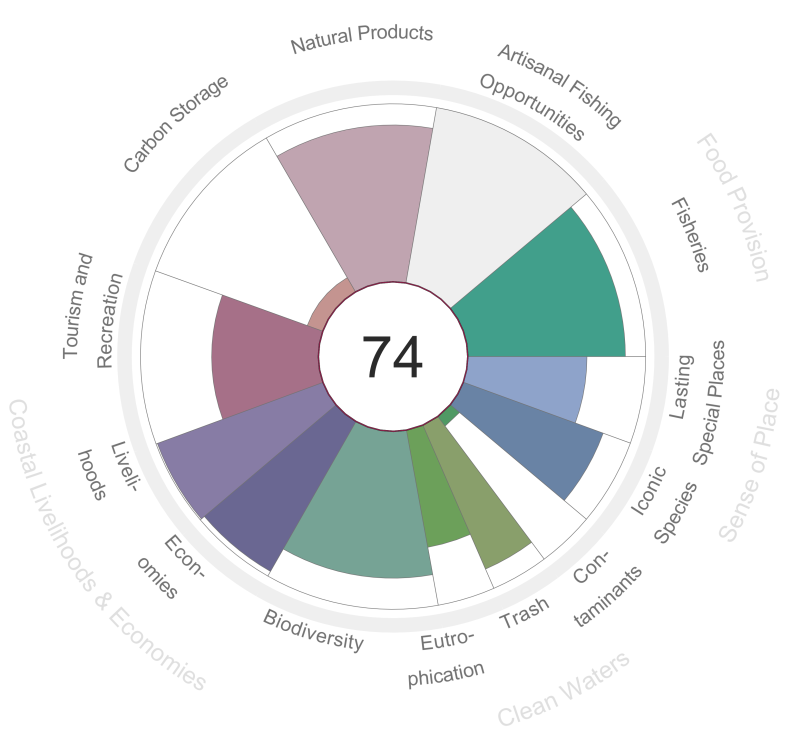 Natural Products
Artisanal Fishing
Opportunities
Carbon Storage
Food Provision
Fisheries
Tourism and
Recreation
74
Lasting
Special Places
Sense of Place
Iconic
Species
Liveli-
hoods
Coastal Livelihoods & Economies
Econ-
omies
Con-
taminants
Trash
Biodiversity
Eutro-
phication
Clean Waters